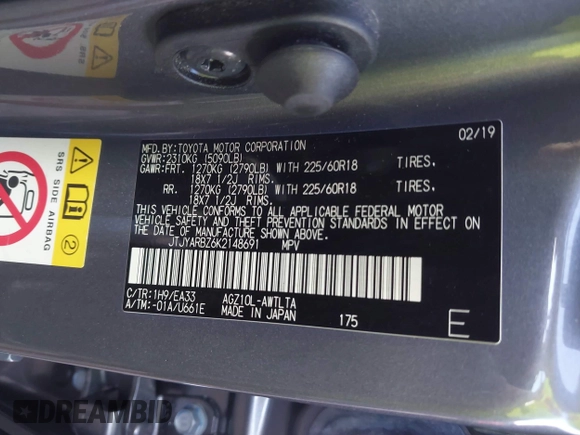 SRS
02/19
MFD.BY:TOYOTA MOTOR CORPORATION
GVWR:2310KG (5090LB)
GAWR:FRT. 1270KG (2790LB) WITH 225/60R18 TIRES.
18X7 1/2J RIMS.
RR. 1270KG (2790LB) WITH 225/60R18 TIRES.
18X7 1/2J RIMS.
THIS VEHICLE CONFORMS TO ALL APPLICABLE FEDERAL MOTOR
VEHICLE SAFETY AND THEFT PREVENTION STANDARDS IN EFFECT ON
THE DATE OF MANUFACTURE SHOWN ABOVE.
JTJYARBZ6K2148691 MPV
C/TR:1H9/EA33 AGZ10L-AWTLTA
A/TM:-01A/U661E MADE IN JAPAN 175 E
SRS SIDE AIRBAG
2
DREAMBID